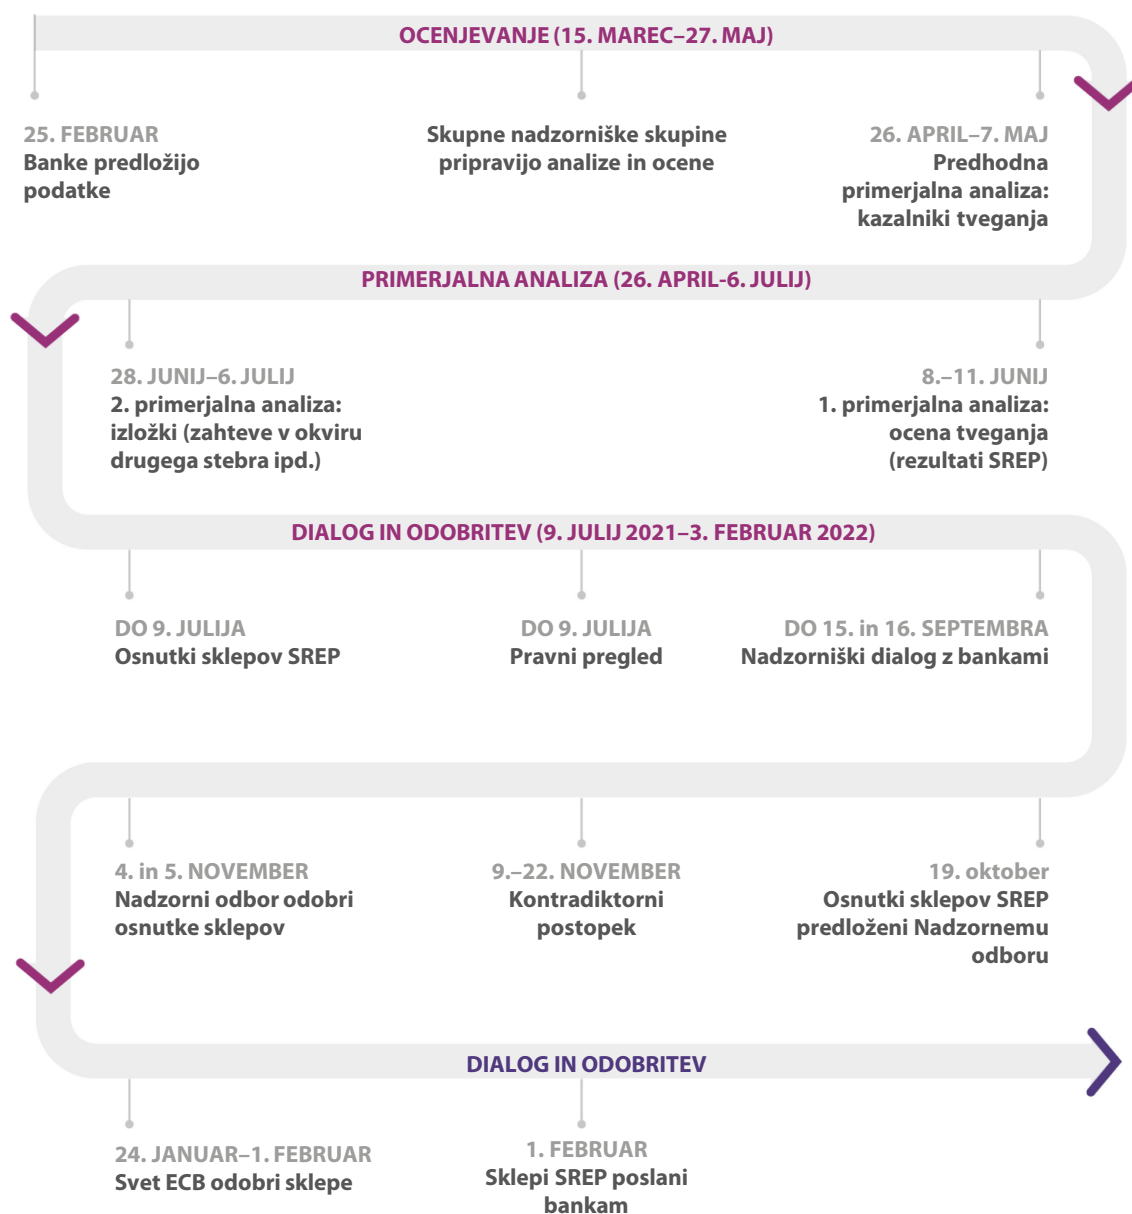 OCENJEVANJE (15. MAREC–27. MAJ)
25. FEBRUAR
Banke predložijo
podatke
Skupne nadzorniške skupine
pripravijo analize in ocene
26. APRIL–7. MAJ
Predhodna
primerjalna analiza:
kazalniki tveganja
PRIMERJALNA ANALIZA (26. APRIL-6. JULIJ)
28. JUNIJ–6. JULIJ
2. primerjalna analiza:
izložki (zahteve v okviru
drugega stebra ipd.)
8.–11. JUNIJ
1. primerjalna analiza:
ocena tveganja
(rezultati SREP)
DIALOG IN ODOBRITEV (9. JULIJ 2021–3. FEBRUAR 2022)
DO 9. JULIJA
Osnutki sklepov SREP
DO 9. JULIJA
Pravni pregled
DO 15. in 16. SEPTEMBRA
Nadzorniški dialog z bankami
4. in 5. NOVEMBER
Nadzorni odbor odobri
osnutke sklepov
9.–22. NOVEMBER
Kontradiktorni
postopek
19. oktober
Osnutki sklepov SREP
predloženi Nadzornemu
odboru
DIALOG IN ODOBRITEV
24. JANUAR–1. FEBRUAR
Svet ECB odobri sklepe
1. FEBRUAR
Sklepi SREP poslani
bankam